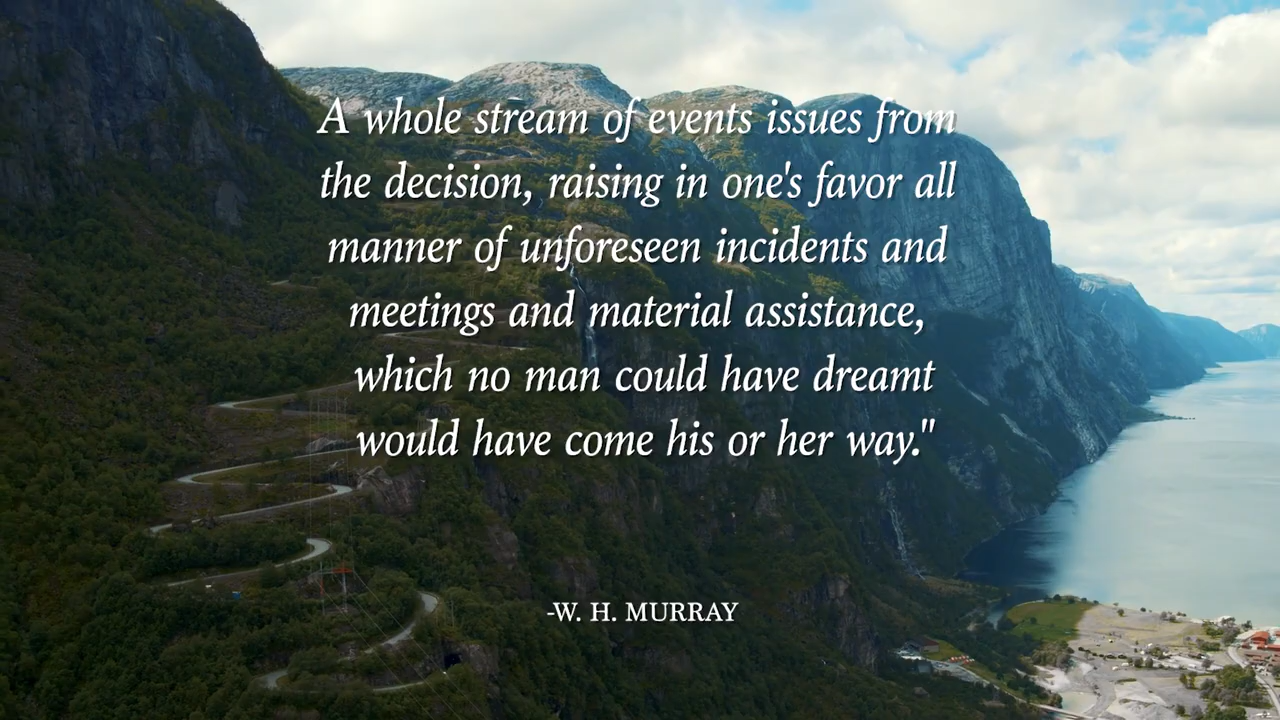 A whole stream of events issues from
the decision, raising in one's favor all
manner of unforeseen incidents and
meetings and material assistance,
which no man could have dreamt
would have come his or her way."
-W. H. MURRAY